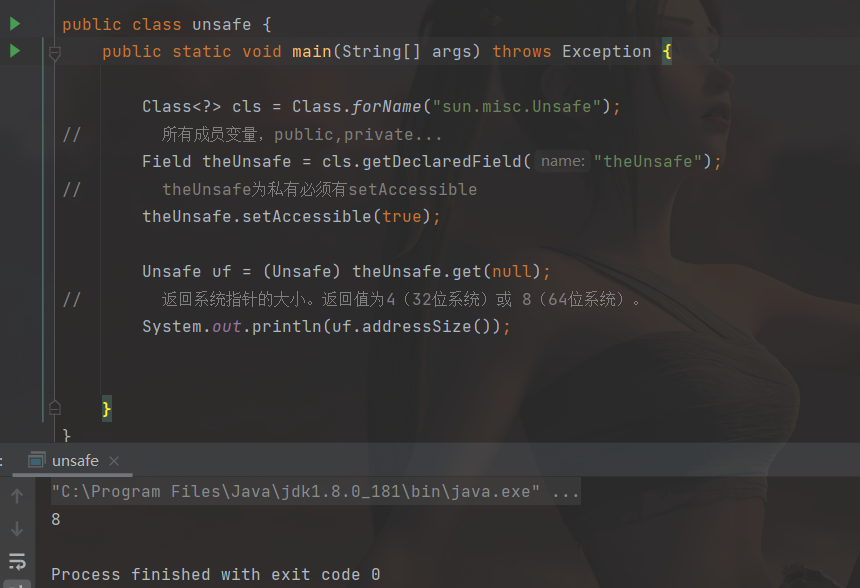 public class unsafe {
public static void main(String[] args) throws Exception {
Class<?> cls = Class.forName("sun.misc.Unsafe");
// 所有成员变量，public,private...
Field theUnsafe = cls.getDeclaredField( name: "theUnsafe");
// theUnsafe为私有必须有setAccessible
theUnsafe.setAccessible(true);
Unsafe uf = (Unsafe) theUnsafe.get(null);
// 返回系统指针的大小。返回值为4（32位系统）或 8（64位系统）。
System.out.println(uf.addressSize());
}
}
: unsafe ×
"C:\Program Files\Java\jdk1.8.0_181\bin\java.exe" ...
8
Process finished with exit code 0